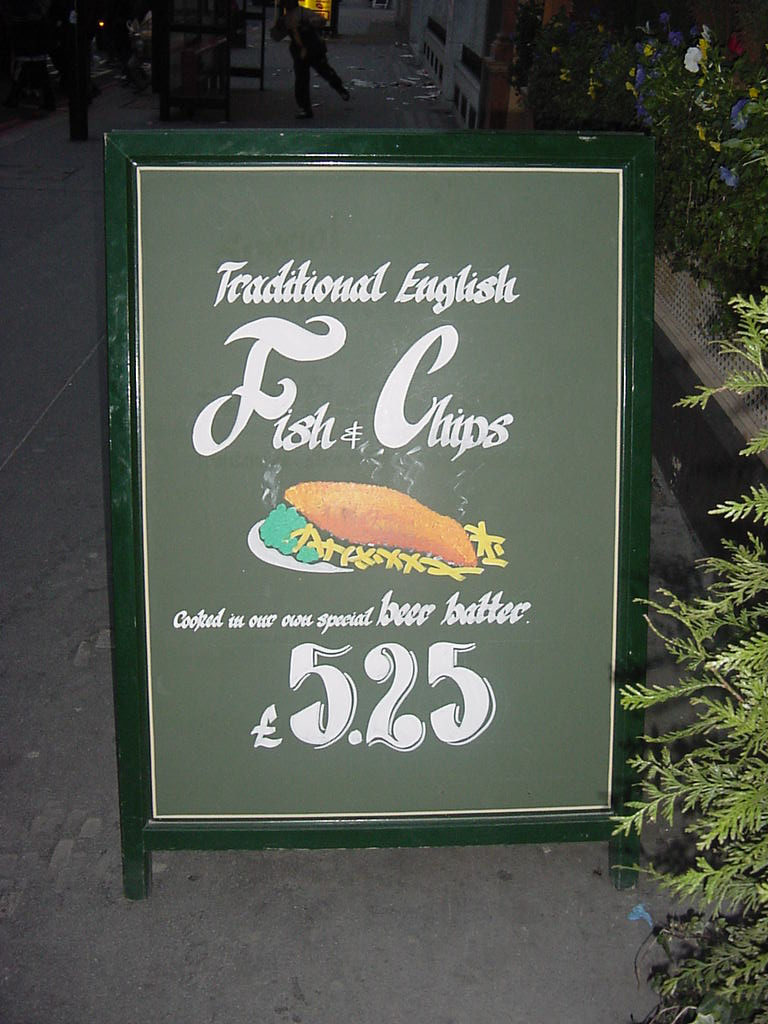 Traditional English
Fish & Chips
Cooked in our own special beer batter.
£5.25